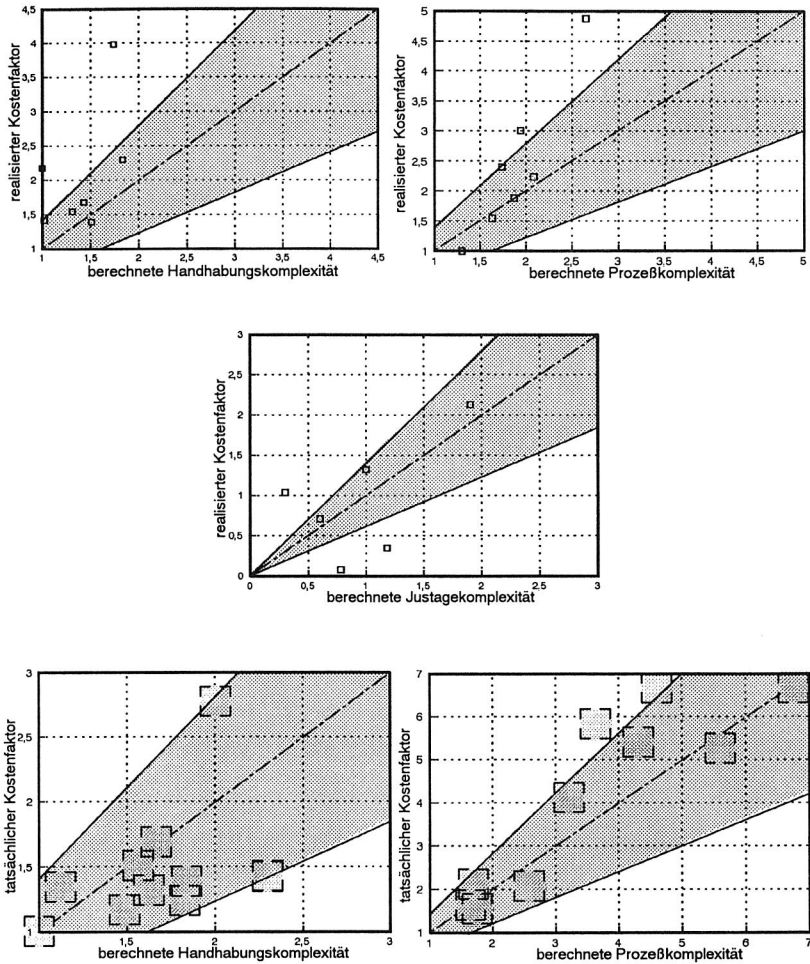 4,5
4
3,5
3
2,5
2
1,5
1
realisierter Kostenfaktor
1 1,5 2 2,5 3 3,5 4 4,5
berechnete Handhabungskomplexität
5
4,5
4
3,5
3
2,5
2
1,5
1
realisierter Kostenfaktor
1 1,5 2 2,5 3 3,5 4 4,5 5
berechnete Prozeßkomplexität
3
2,5
2
1,5
1
0,5
0
realisierter Kostenfaktor
0 0,5 1 1,5 2 2,5 3
berechnete Justagekomplexität
3
2,5
2
1,5
1
tatsächlicher Kostenfaktor
1,5 2 2,5 3
berechnete Handhabungskomplexität
7
6
5
4
3
2
1
tatsächlicher Kostenfaktor
1 2 3 4 5 6 7
berechnete Prozeßkomplexität